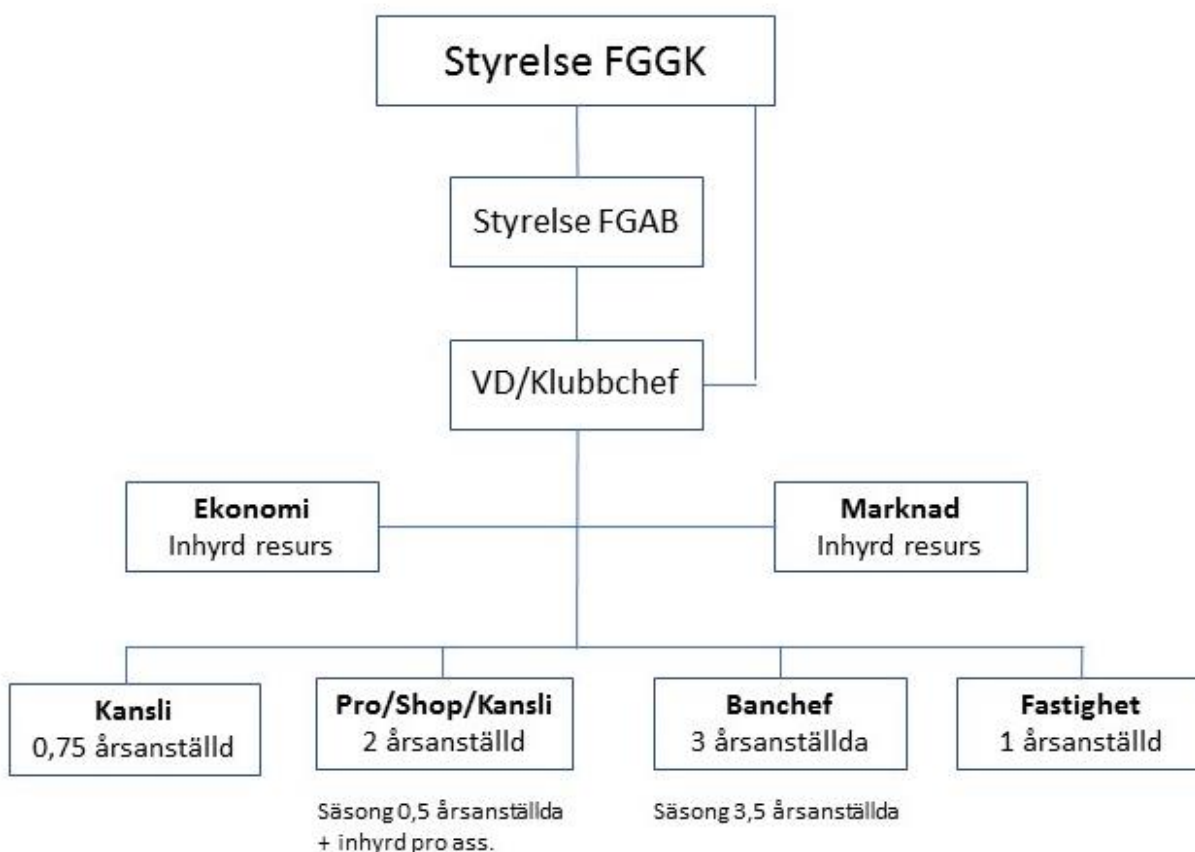 Styrelse FGGK
Styrelse FGAB
VD/Klubbchef
Ekonomi
Inhyrd resurs
Marknad
Inhyrd resurs
Kansli
0,75 årsanställd
Pro/Shop/Kansli
2 årsanställd
Banchef
3 årsanställda
Fastighet
1 årsanställd
Säsong 0,5 årsanställda
+ inhyrd pro ass.
Säsong 3,5 årsanställda